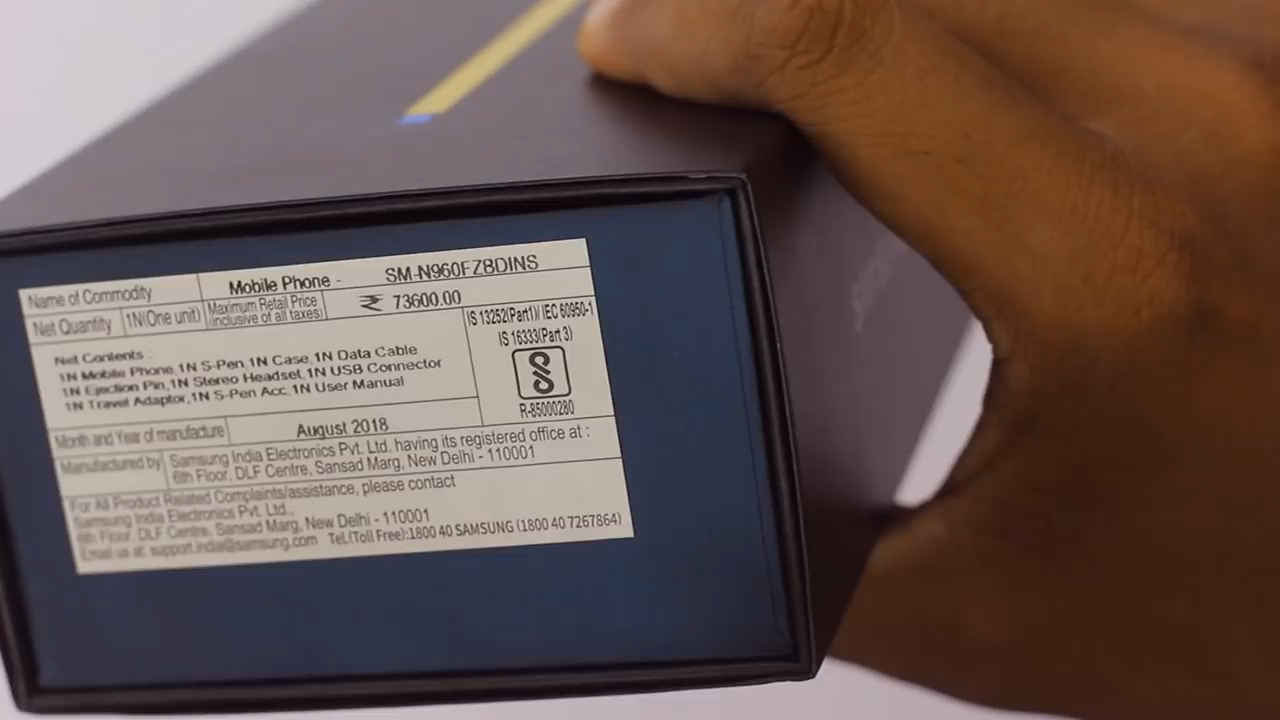 Name of Commodity Mobile Phone - SM-N960FZBDINS
Net Quantity 1N(One unit) Maximum Retail Price (inclusive of all taxes) ₹ 73600.00
Net Contents :
1N Mobile Phone,1N S-Pen,1N Case,1N Data Cable
1N Ejection Pin,1N Stereo Headset,1N USB Connector
1N Travel Adaptor,1N S-Pen Acc,1N User Manual
IS 13252(Part1)/ IEC 60950-1
IS 16333(Part 3)
R-85000280
Month and Year of manufacture August 2018
Manufactured by Samsung India Electronics Pvt. Ltd. having its registered office at :
6th Floor, DLF Centre, Sansad Marg, New Delhi - 110001
For All Product Related Complaints/assistance, please contact
Samsung India Electronics Pvt. Ltd.,
6th Floor, DLF Centre, Sansad Marg, New Delhi - 110001
Email us at: support.india@samsung.com Tel.(Toll Free):1800 40 SAMSUNG (1800 40 7267864)